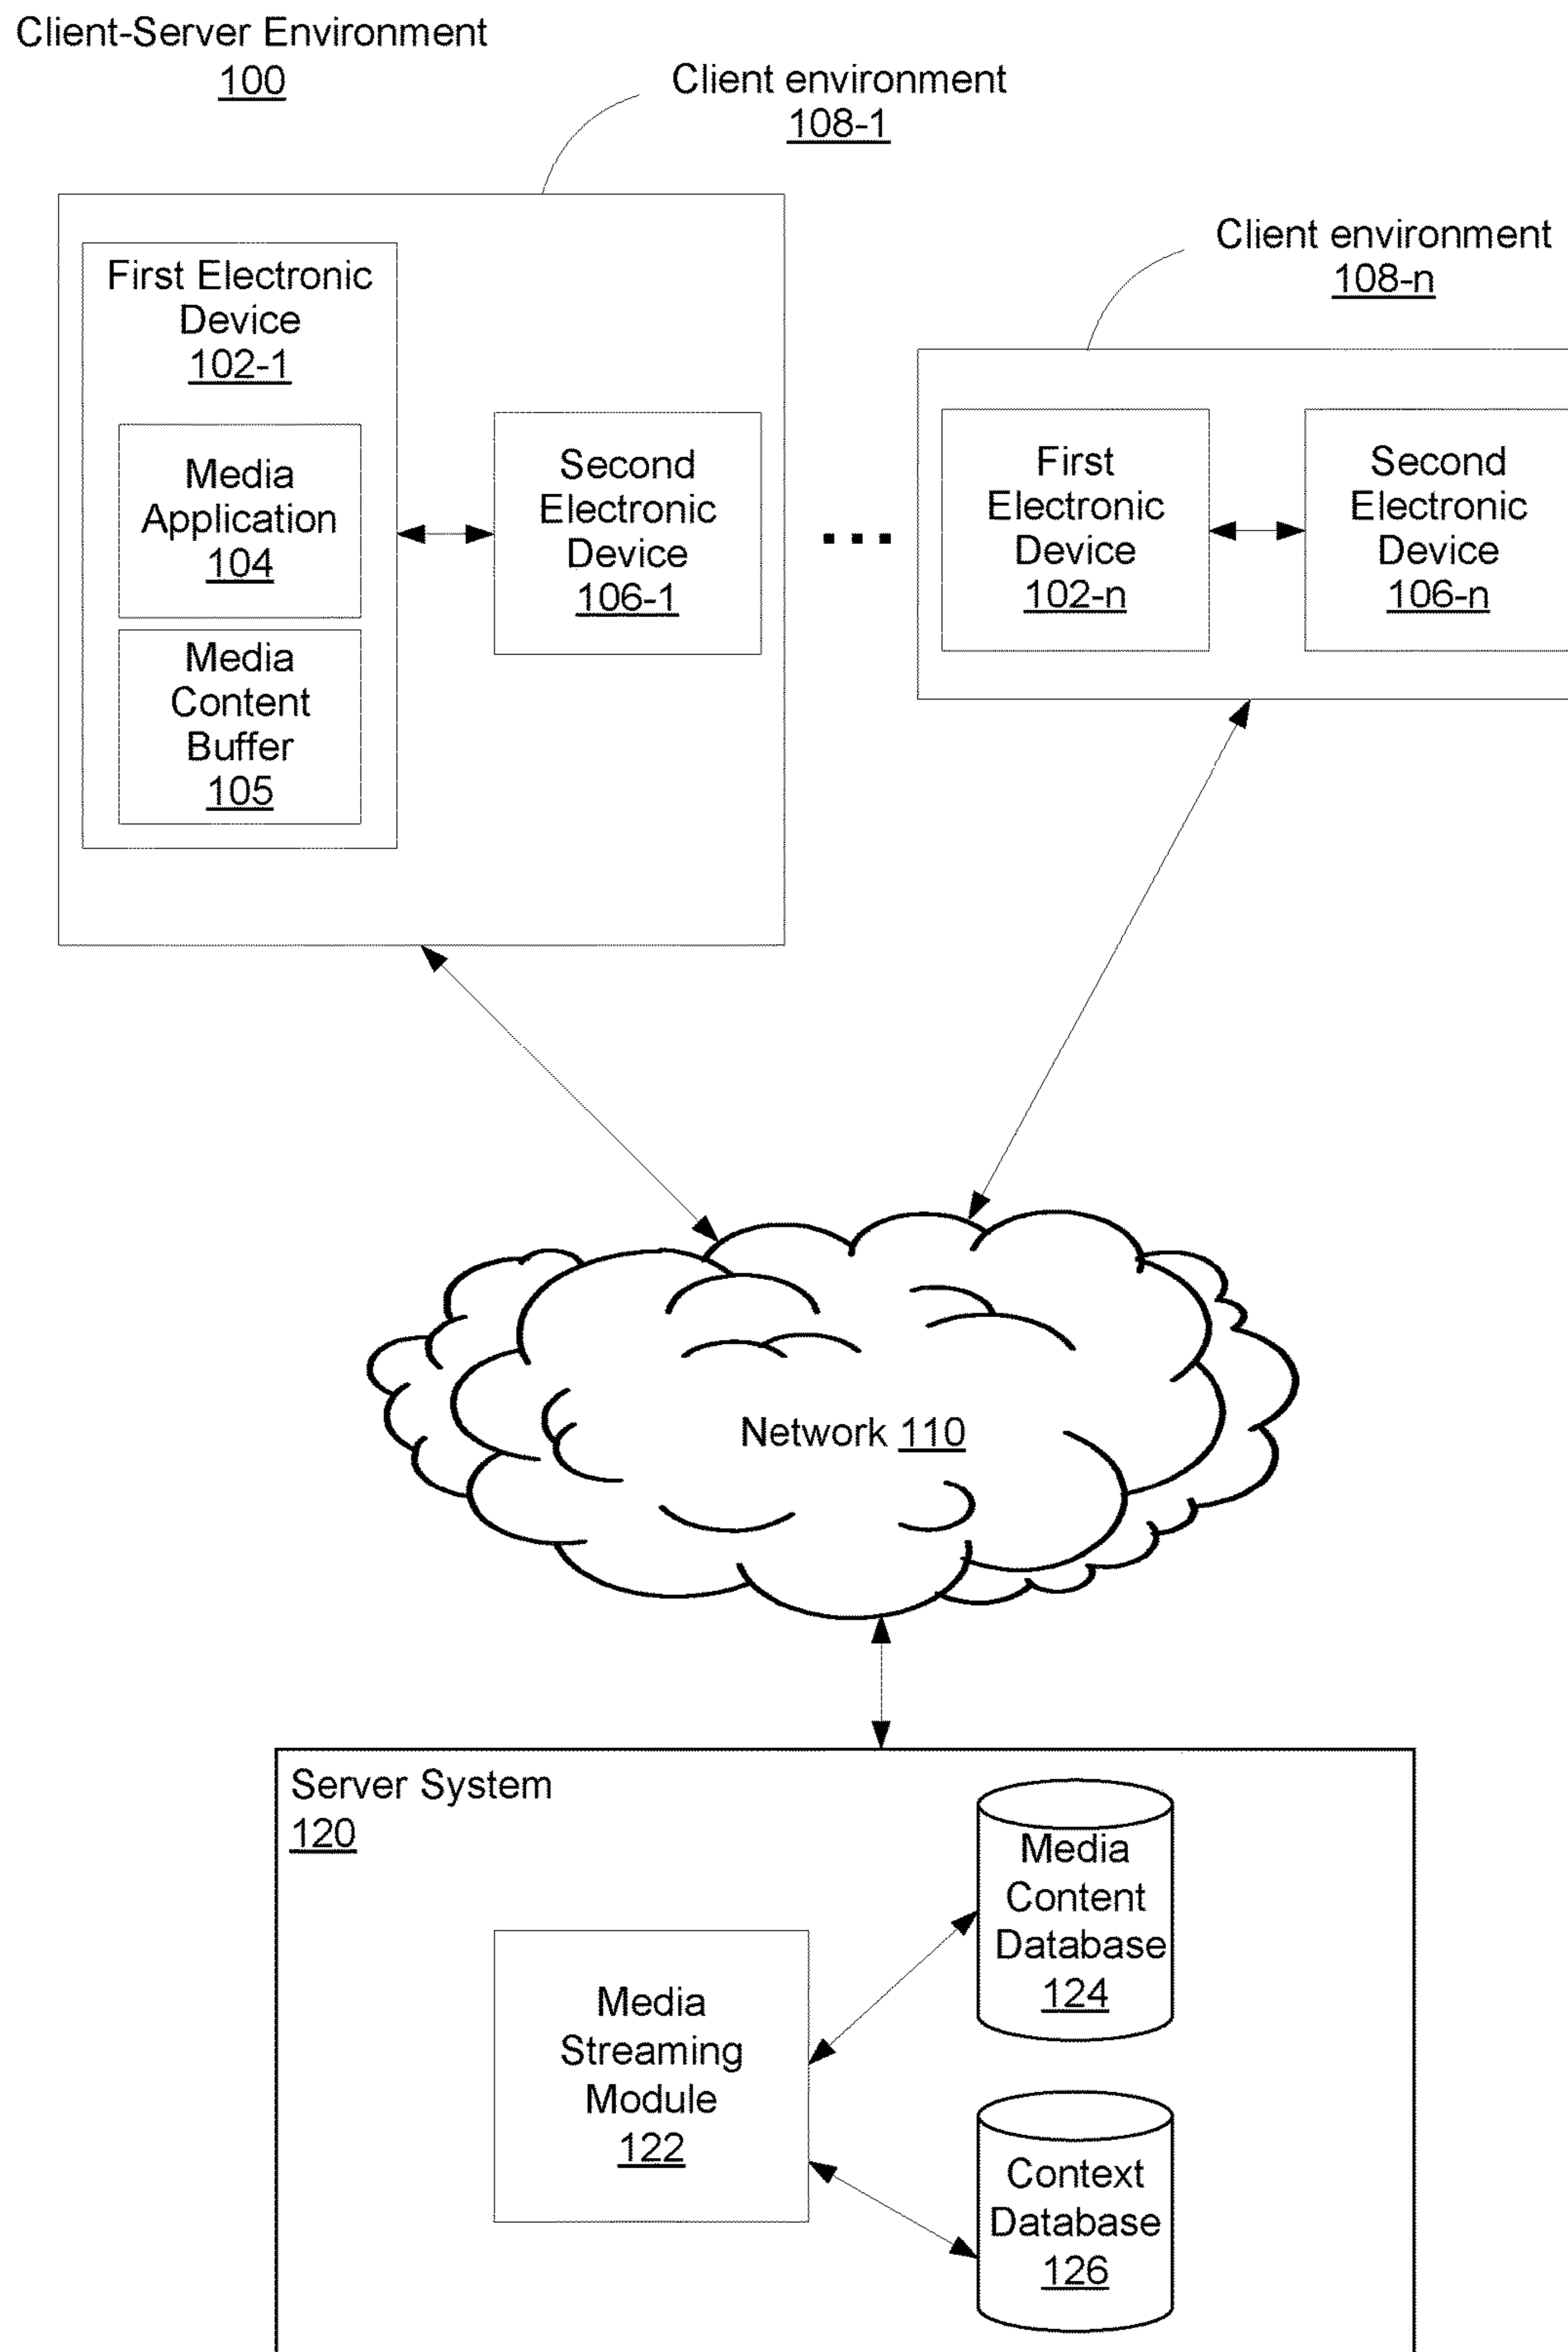 Client-Server Environment
100
Client environment
108-1
Client environment
108-n
First Electronic
Device
102-1
Media
Application
104
Media
Content
Buffer
105
Second
Electronic
Device
106-1
First
Electronic
Device
102-n
Second
Electronic
Device
106-n
Network 110
Server System
120
Media
Streaming
Module
122
Media
Content
Database
124
Context
Database
126